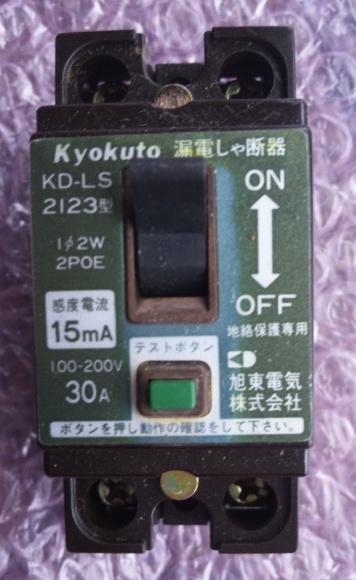 Kyokuto 漏電しゃ断器
KD-LS
2123型
ON
1φ2W
2P0E
OFF
地絡保護専用
感度電流
15mA
テストボタン
100-200V
30A
旭東電気
株式会社
ボタンを押し動作の確認をして下さい。